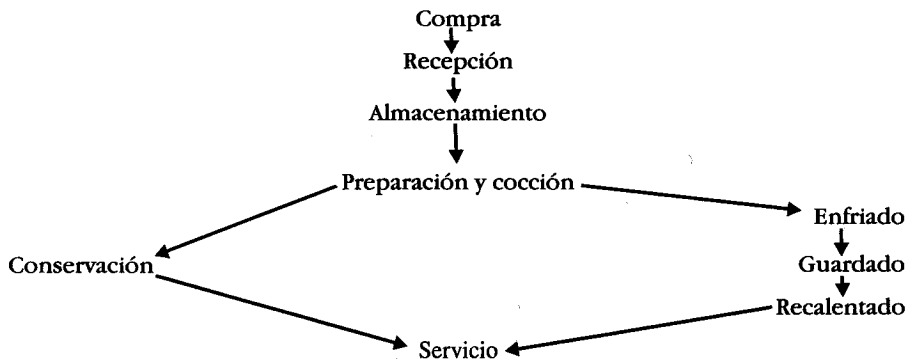 Compra
Recepción
Almacenamiento
Preparación y cocción
Enfriado
Conservación
Guardado
Recalentado
Servicio